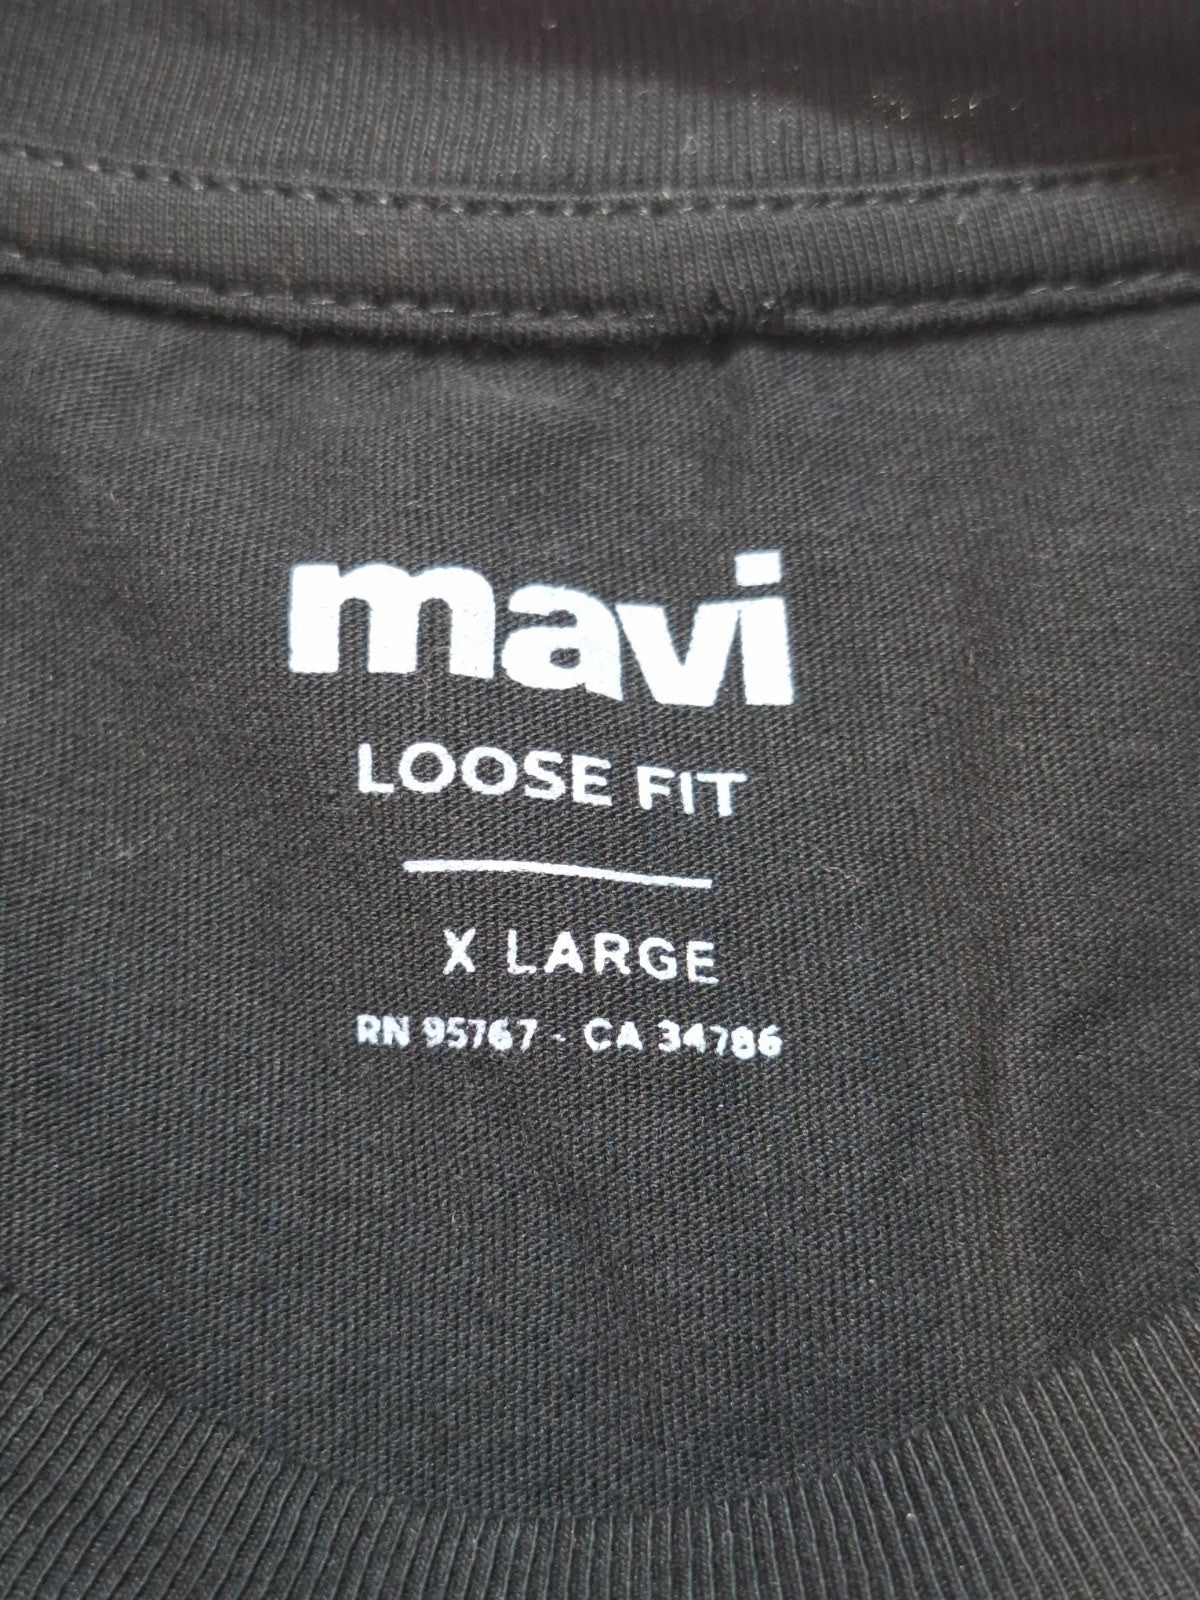 mavi
LOOSE FIT
X LARGE
RN 95767 - CA 34786